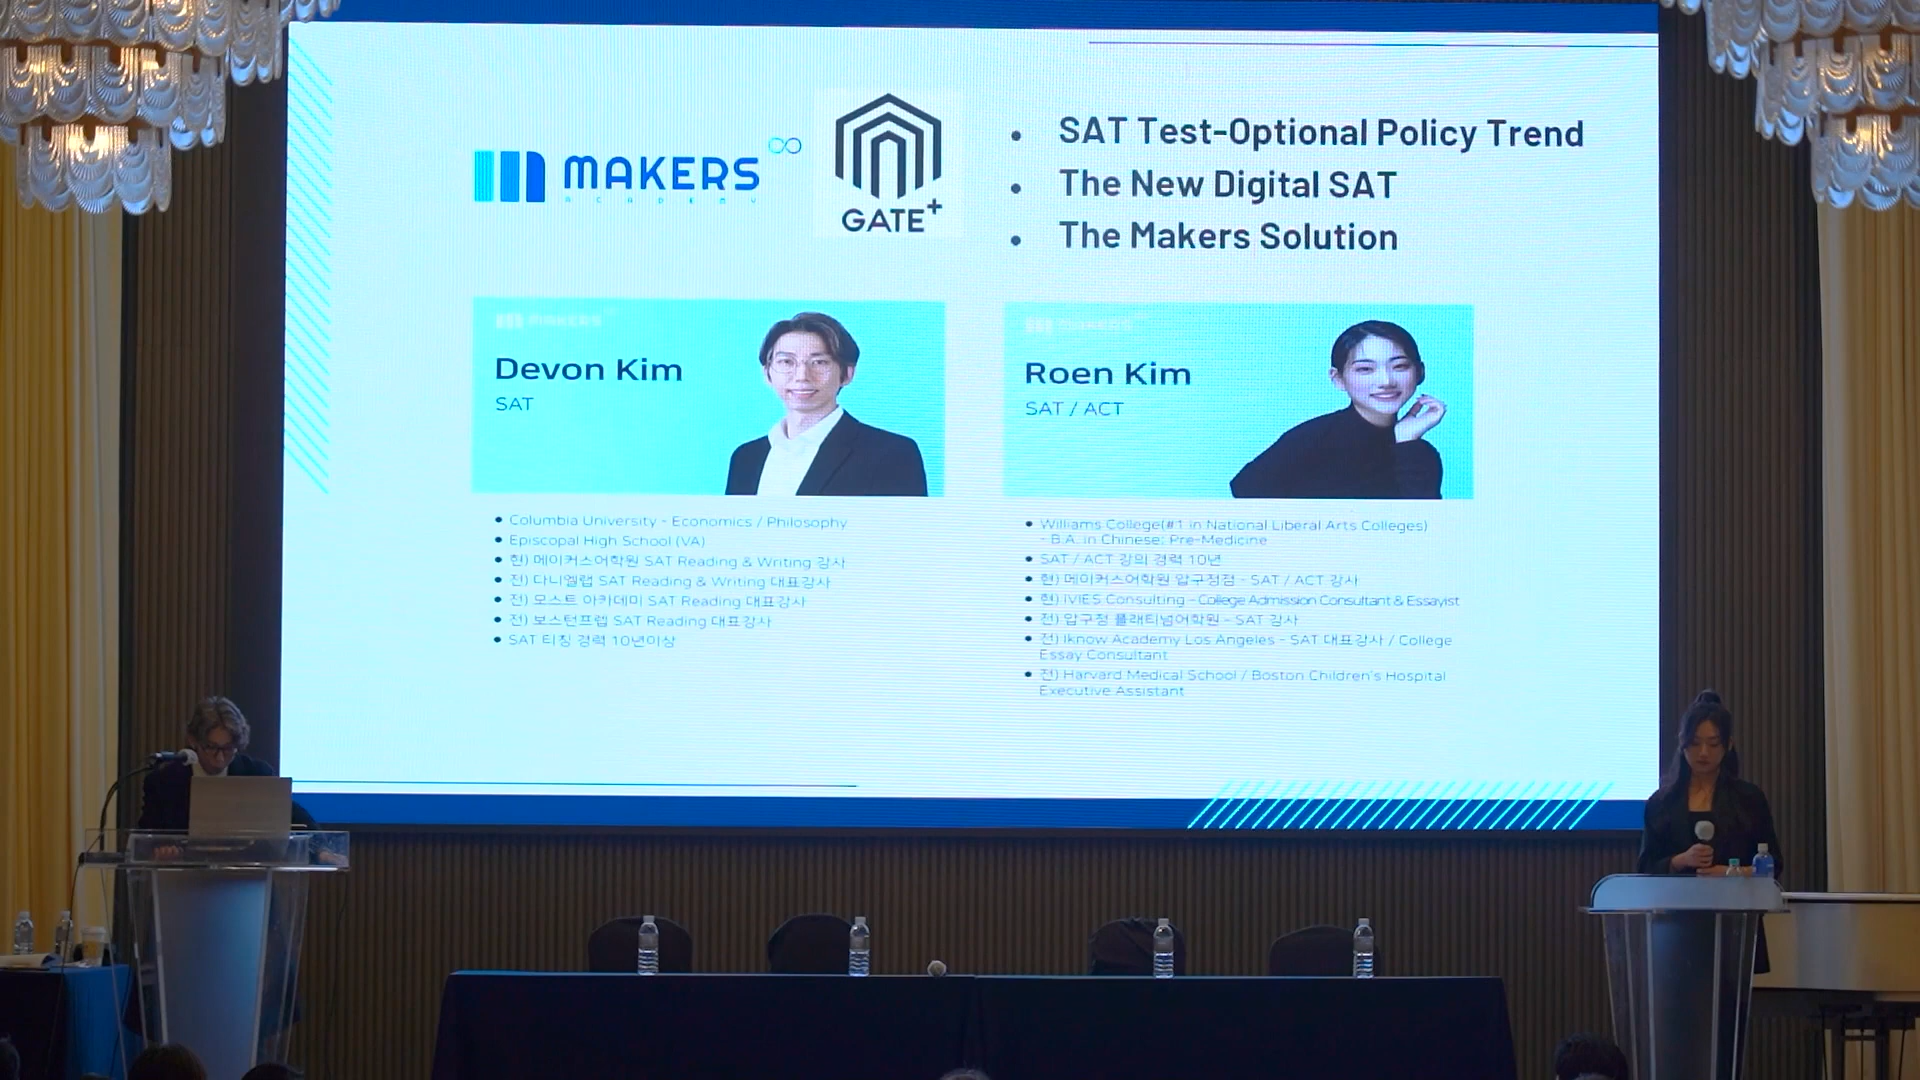 MAKERS
ACADEMY
GATE+
• SAT Test-Optional Policy Trend
• The New Digital SAT
• The Makers Solution
MAKERS
Devon Kim
SAT
• Columbia University - Economics / Philosophy
• Episcopal High School (VA)
• 현) 메이커스어학원 SAT Reading & Writing 강사
• 전) 다니엘랩 SAT Reading & Writing 대표강사
• 전) 모스트 아카데미 SAT Reading 대표강사
• 전) 보스턴프렙 SAT Reading 대표강사
• SAT 티칭 경력 10년이상
MAKERS
Roen Kim
SAT / ACT
• Williams College(#1 in National Liberal Arts Colleges)
- B.A. in Chinese; Pre-Medicine
• SAT / ACT 강의 경력 10년
• 현) 메이커스어학원 압구정점 - SAT / ACT 강사
• 현) IVIES Consulting - College Admission Consultant & Essayist
• 전) 압구정 플래티넘어학원 - SAT 강사
• 전) Iknow Academy Los Angeles - SAT 대표강사 / College
Essay Consultant
• 전) Harvard Medical School / Boston Children's Hospital
Executive Assistant